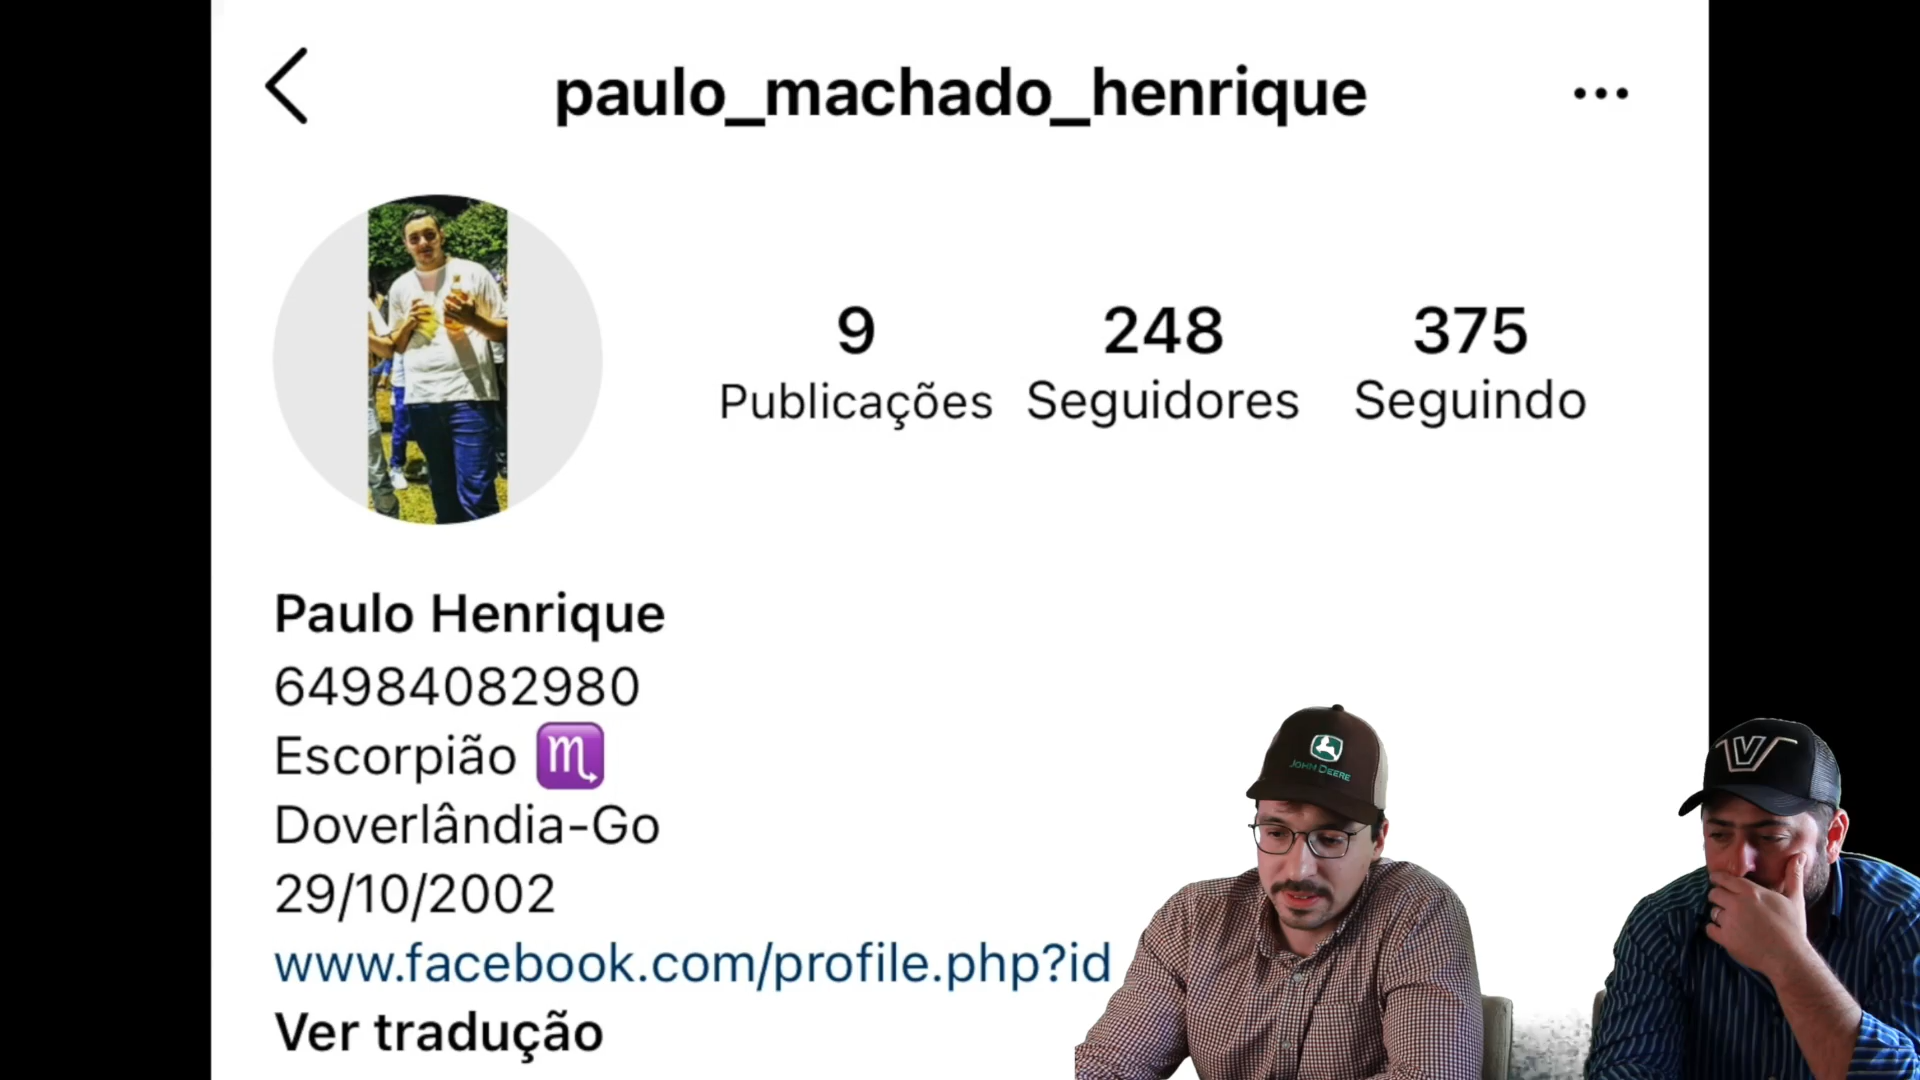 paulo_machado_henrique
9 248 375
Publicações Seguidores Seguindo
Paulo Henrique
64984082980
Escorpião ♏
Doverlândia-Go
29/10/2002
www.facebook.com/profile.php?id
Ver tradução
JOHN DEERE
V